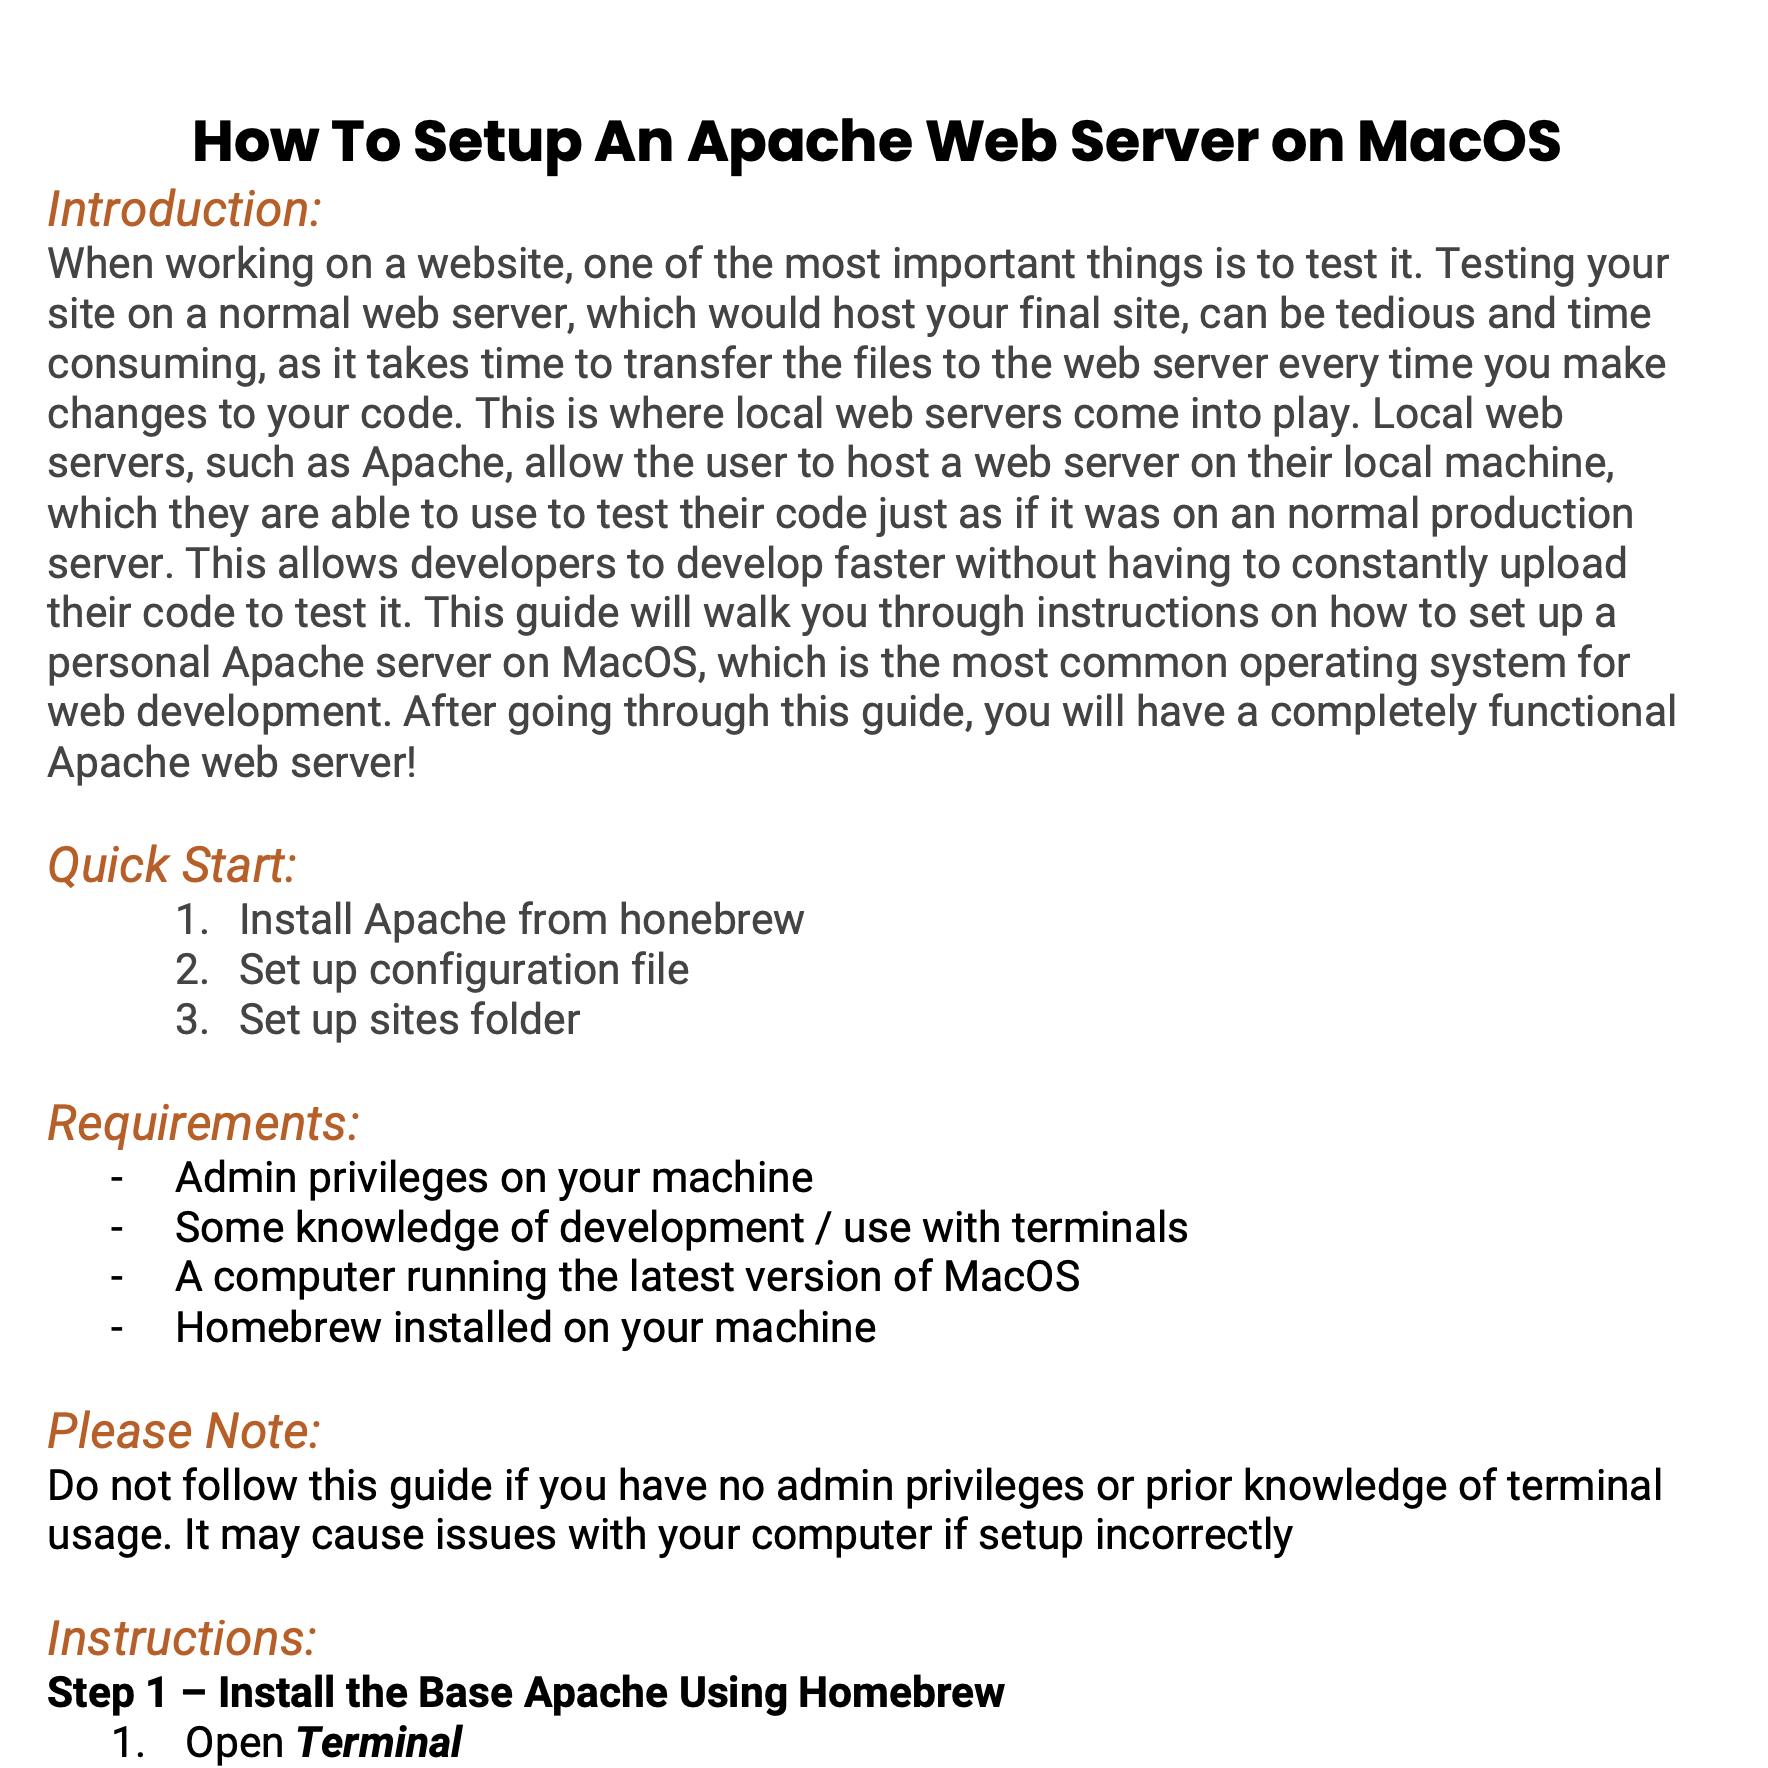 How To Setup An Apache Web Server on MacOS
Introduction:
When working on a website, one of the most important things is to test it. Testing your
site on a normal web server, which would host your final site, can be tedious and time
consuming, as it takes time to transfer the files to the web server every time you make
changes to your code. This is where local web servers come into play. Local web
servers, such as Apache, allow the user to host a web server on their local machine,
which they are able to use to test their code just as if it was on an normal production
server. This allows developers to develop faster without having to constantly upload
their code to test it. This guide will walk you through instructions on how to set up a
personal Apache server on MacOS, which is the most common operating system for
web development. After going through this guide, you will have a completely functional
Apache web server!
Quick Start:
1. Install Apache from honebrew
2. Set up configuration file
3. Set up sites folder
Requirements:
- Admin privileges on your machine
- Some knowledge of development / use with terminals
- A computer running the latest version of MacOS
- Homebrew installed on your machine
Please Note:
Do not follow this guide if you have no admin privileges or prior knowledge of terminal
usage. It may cause issues with your computer if setup incorrectly
Instructions:
Step 1 – Install the Base Apache Using Homebrew
1. Open Terminal